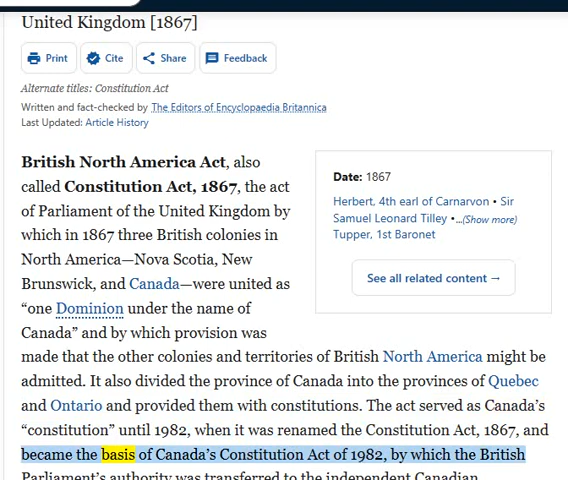 United Kingdom [1867]
Print
Cite
Share
Feedback
Alternate titles: Constitution Act
Written and fact-checked by The Editors of Encyclopaedia Britannica
Last Updated: Article History
British North America Act, also
called Constitution Act, 1867, the act
of Parliament of the United Kingdom by
which in 1867 three British colonies in
North America—Nova Scotia, New
Brunswick, and Canada—were united as
“one Dominion under the name of
Canada” and by which provision was
made that the other colonies and territories of British North America might be
admitted. It also divided the province of Canada into the provinces of Quebec
and Ontario and provided them with constitutions. The act served as Canada’s
“constitution” until 1982, when it was renamed the Constitution Act, 1867, and
became the basis of Canada’s Constitution Act of 1982, by which the British
Parliament’s authority was transferred to the independent Canadian
Date: 1867
Herbert, 4th earl of Carnarvon • Sir
Samuel Leonard Tilley •...(Show more)
Tupper, 1st Baronet
See all related content →